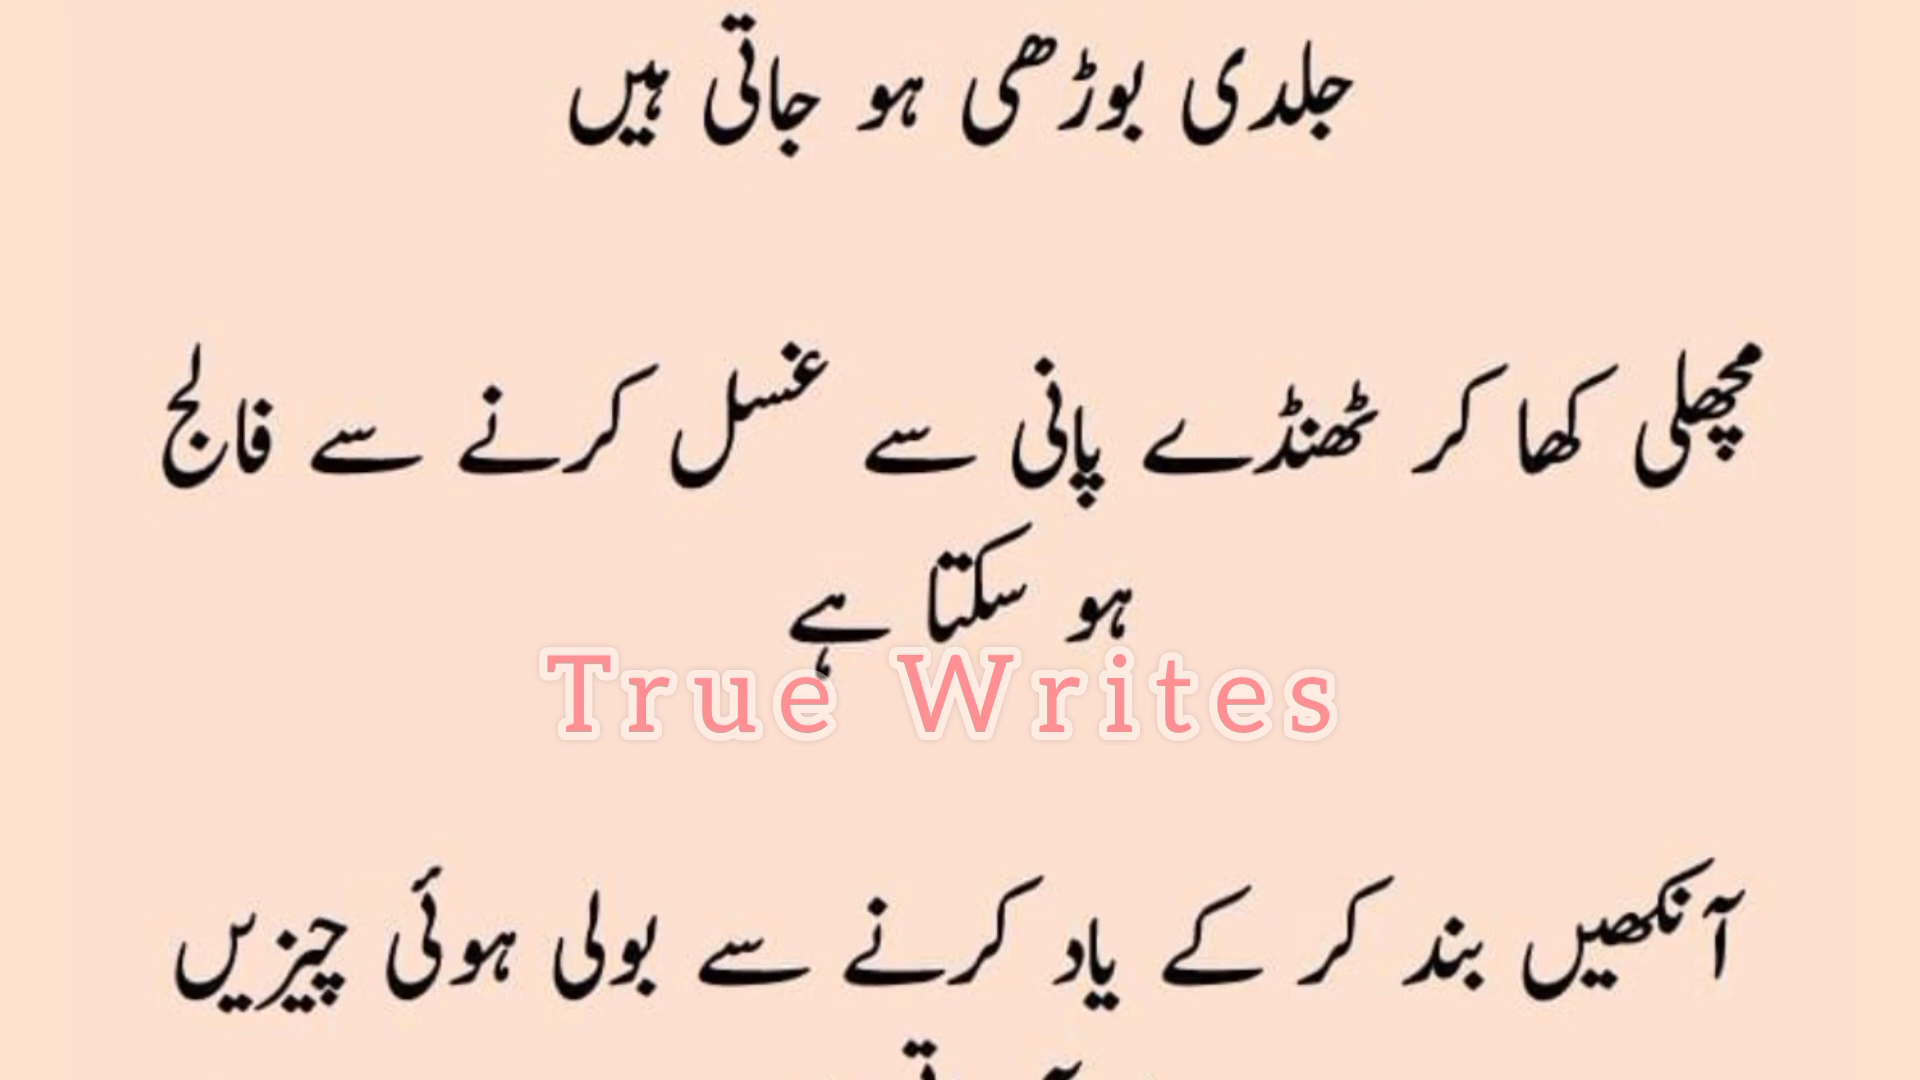 جلدی بوڑھی ہو جاتی ہیں
مچھلی کھا کر ٹھنڈے پانی سے غسل کرنے سے فالج
ہو سکتا ہے
True Writes
آنکھیں بند کر کے یاد کرنے سے بولی ہوئی چیزیں